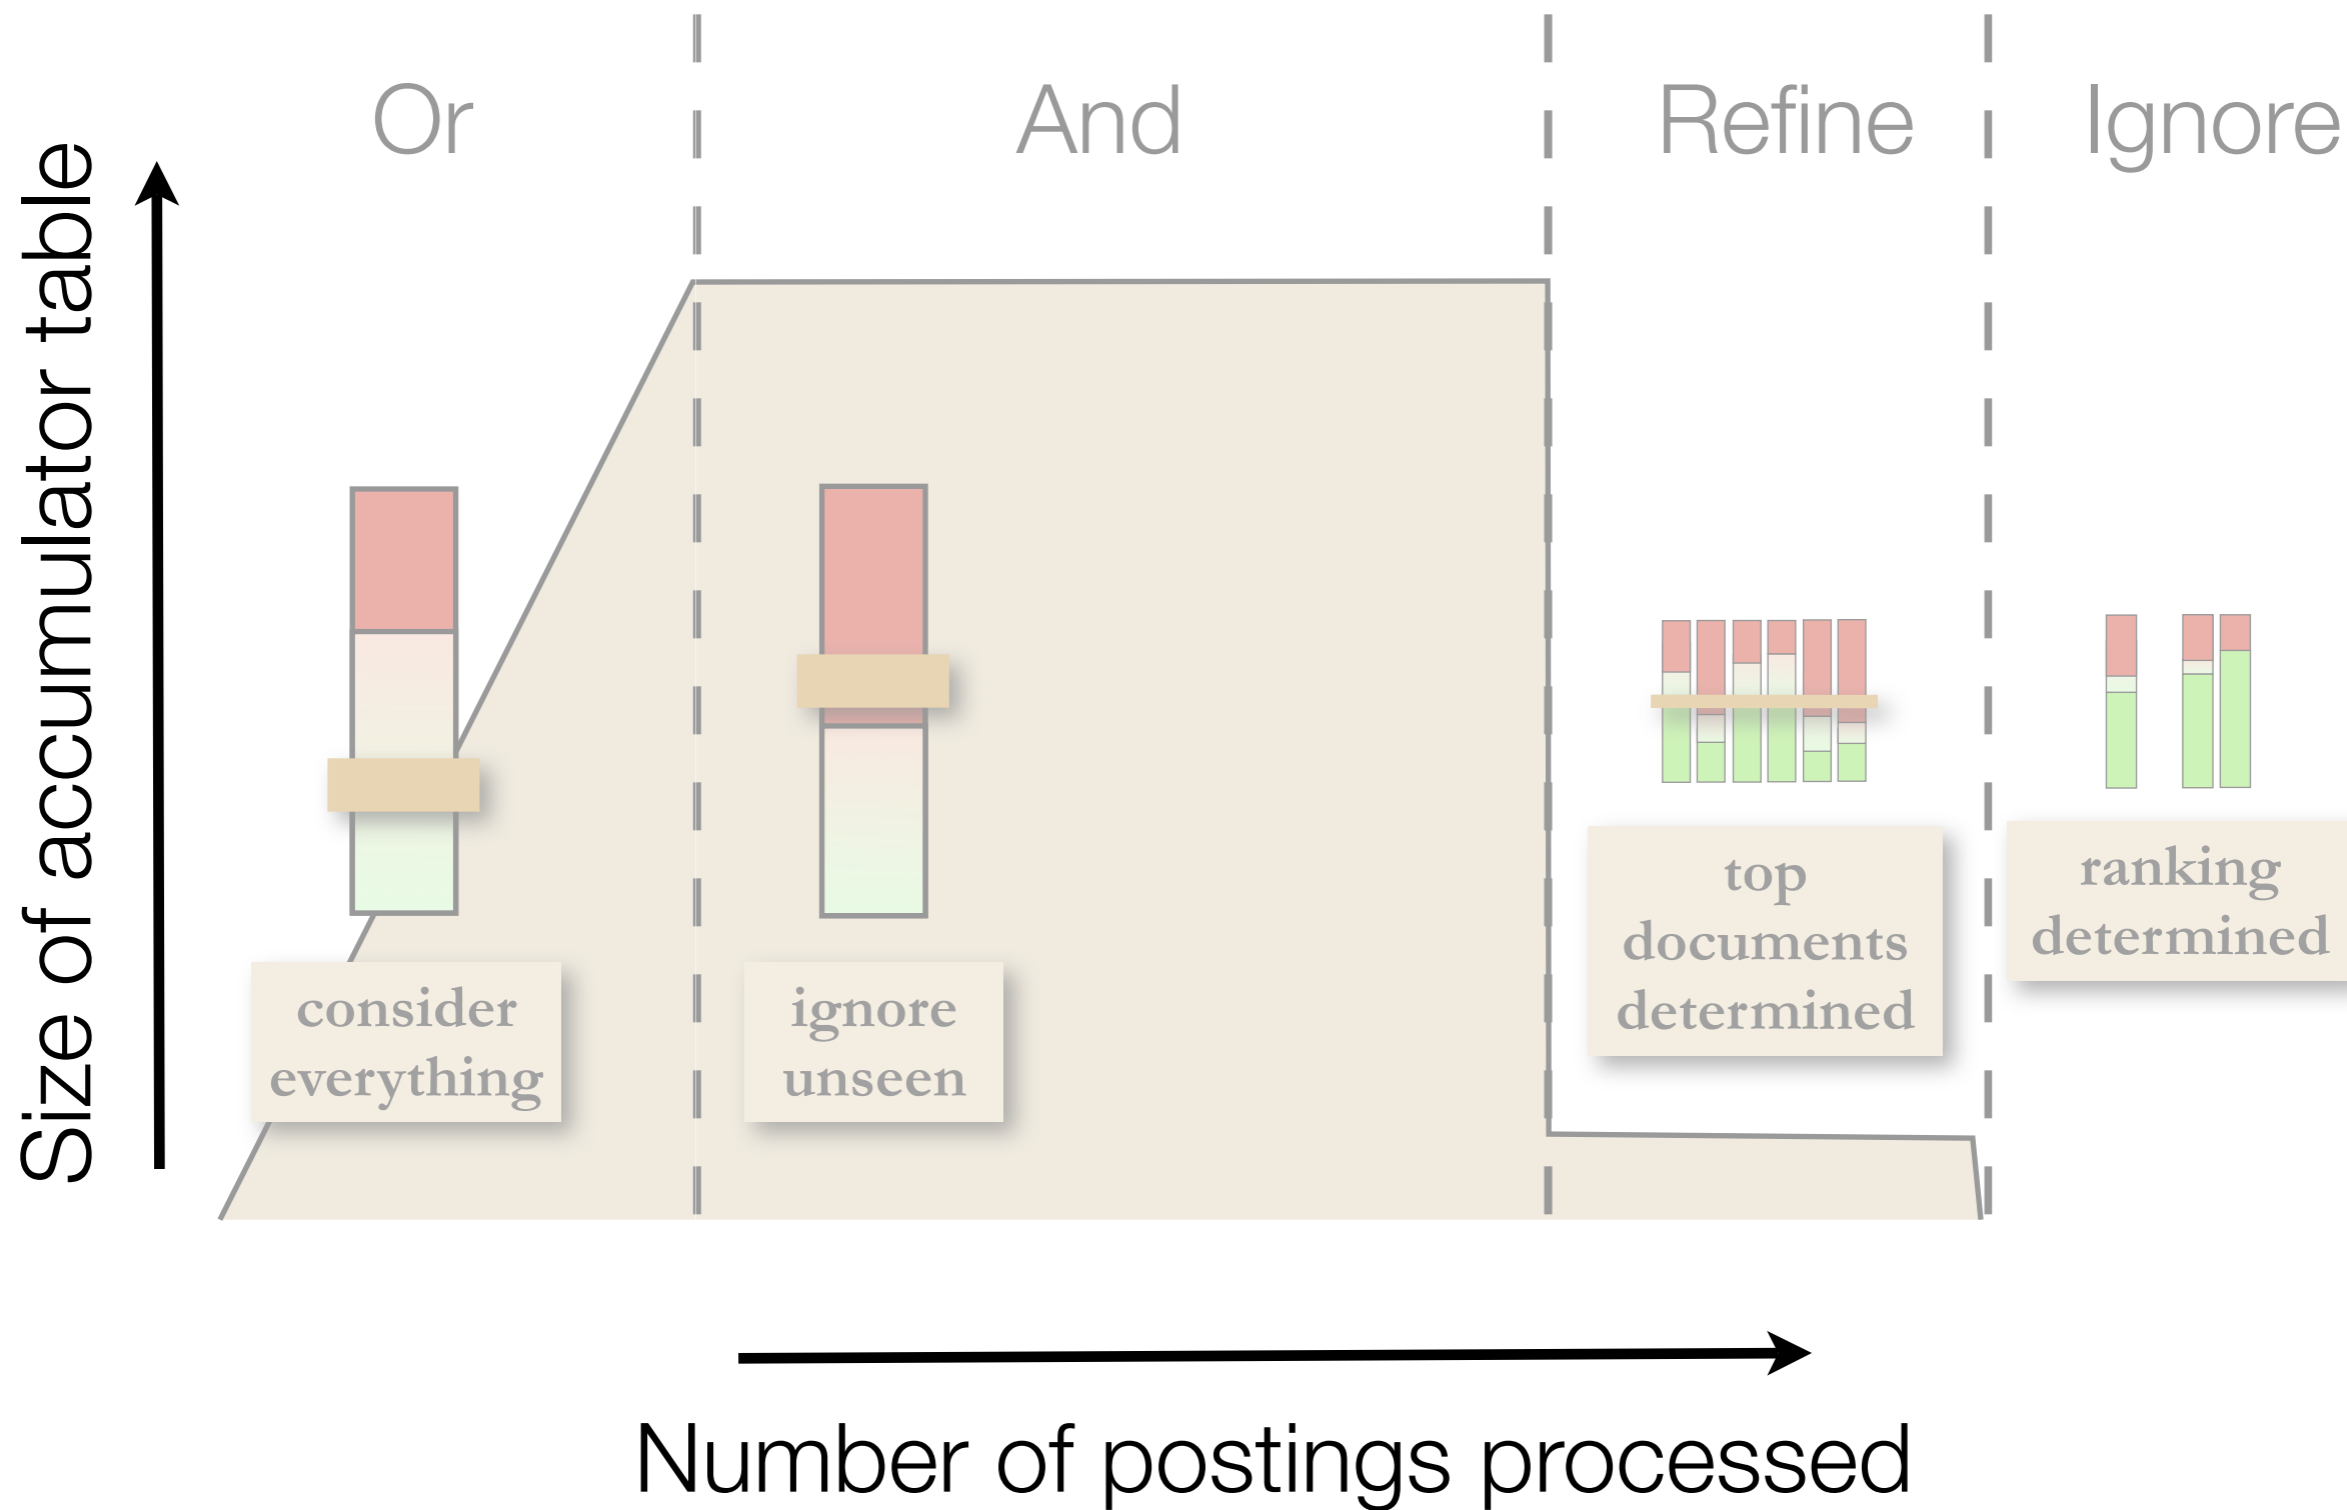 Or
And
Refine
Ignore
Size of accumulator table
consider
everything
ignore
unseen
top
documents
determined
ranking
determined
Number of postings processed